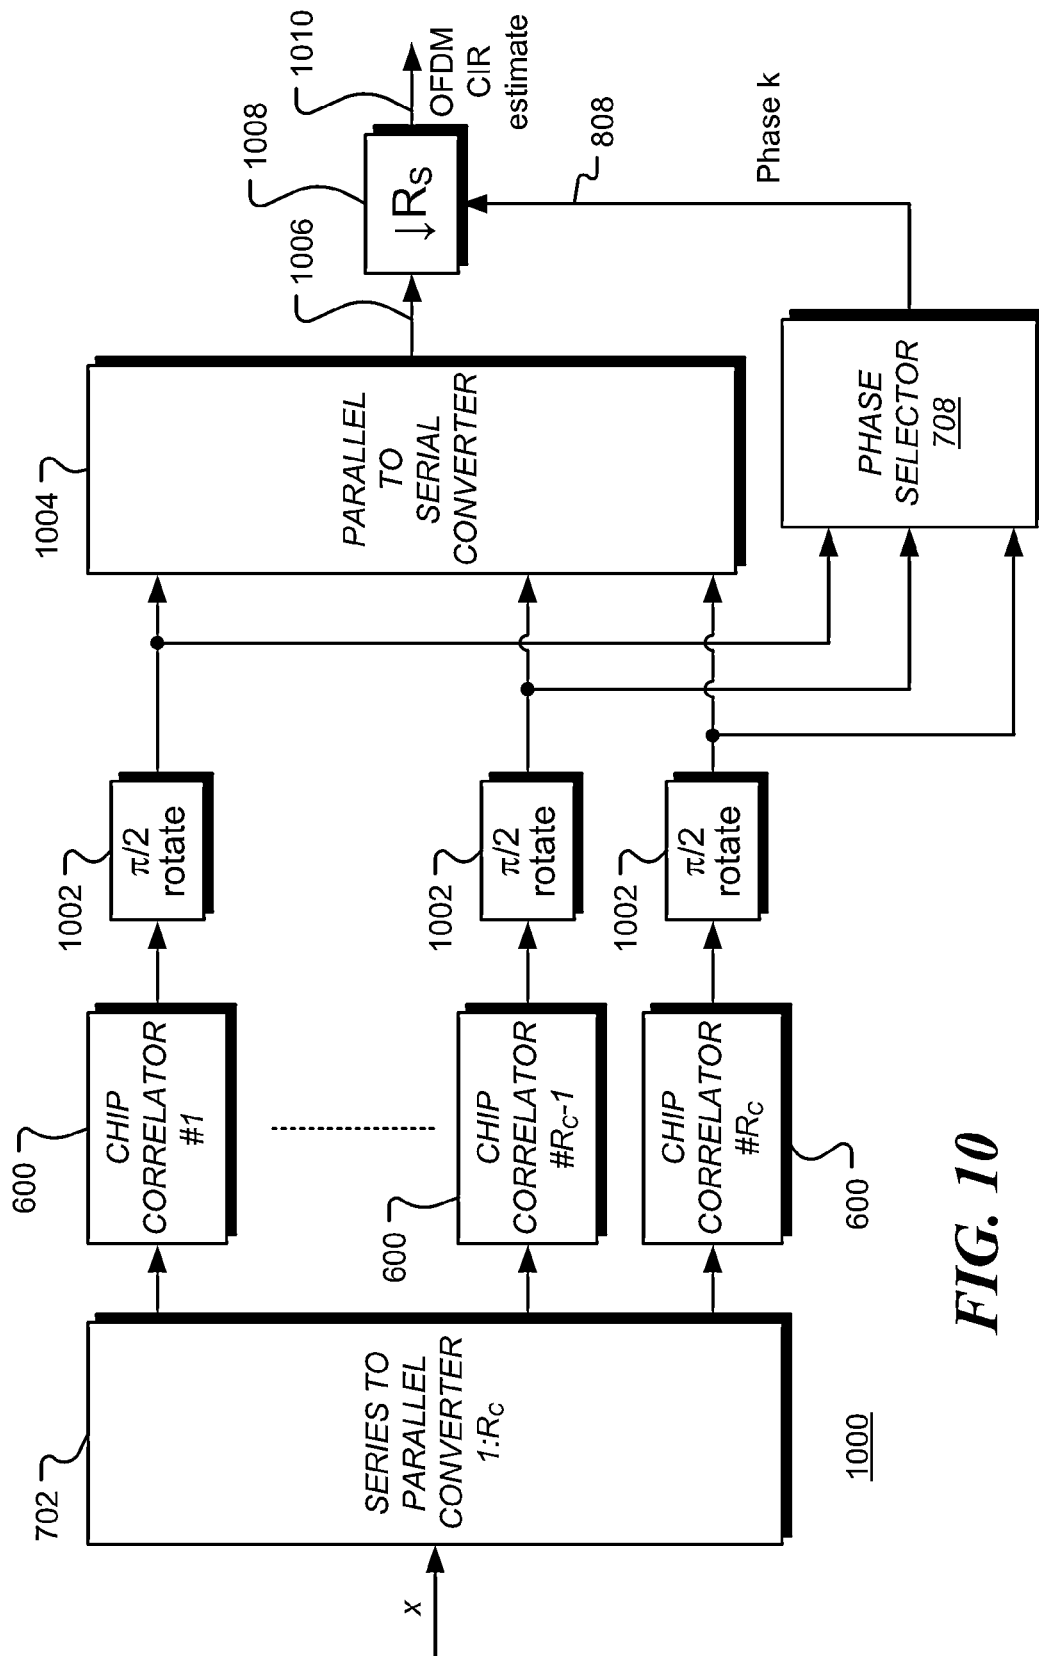 x
702
SERIES TO
PARALLEL
CONVERTER
1:RC
600
CHIP
CORRELATOR
#1
600
CHIP
CORRELATOR
#RC-1
CHIP
CORRELATOR
#RC
600
1002
π/2
rotate
1002
π/2
rotate
1002
π/2
rotate
1004
PARALLEL
TO
SERIAL
CONVERTER
1006
1008
↓RS
1010
OFDM
CIR
estimate
808
Phase k
PHASE
SELECTOR
708
1000
FIG. 10